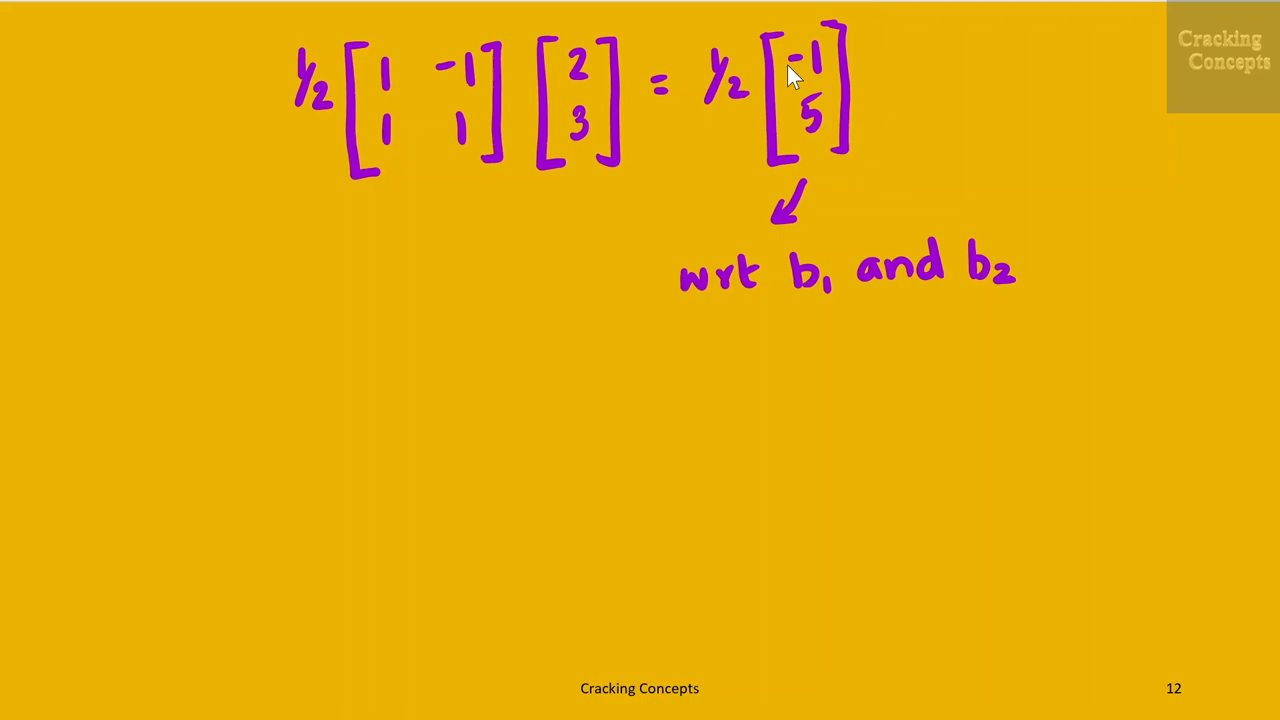 Cracking Concepts
1/2 [1 -1 1 1] [2 3] = 1/2 [-1 5]
wrt b₁ and b₂
Cracking Concepts 12